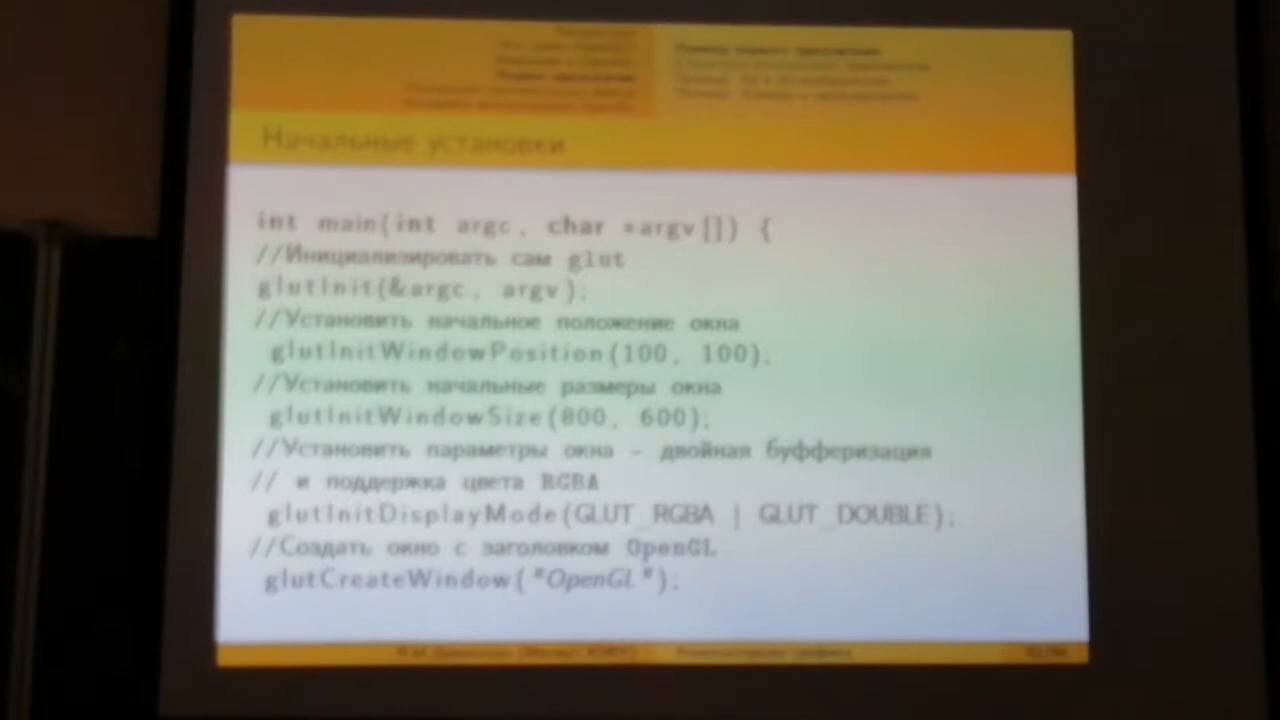 Начальные установки
int main(int argc, char *argv[]) {
//Инициализировать сам glut
glutInit(&argc, argv);
//Установить начальное положение окна
glutInitWindowPosition(100, 100);
//Установить начальные размеры окна
glutInitWindowSize(800, 600);
//Установить параметры окна - двойная буфферизация
// и поддержка цвета RGBA
glutInitDisplayMode(GLUT_RGBA | GLUT_DOUBLE);
//Создать окно с заголовком OpenGL
glutCreateWindow("OpenGL");
Компьютерная графика